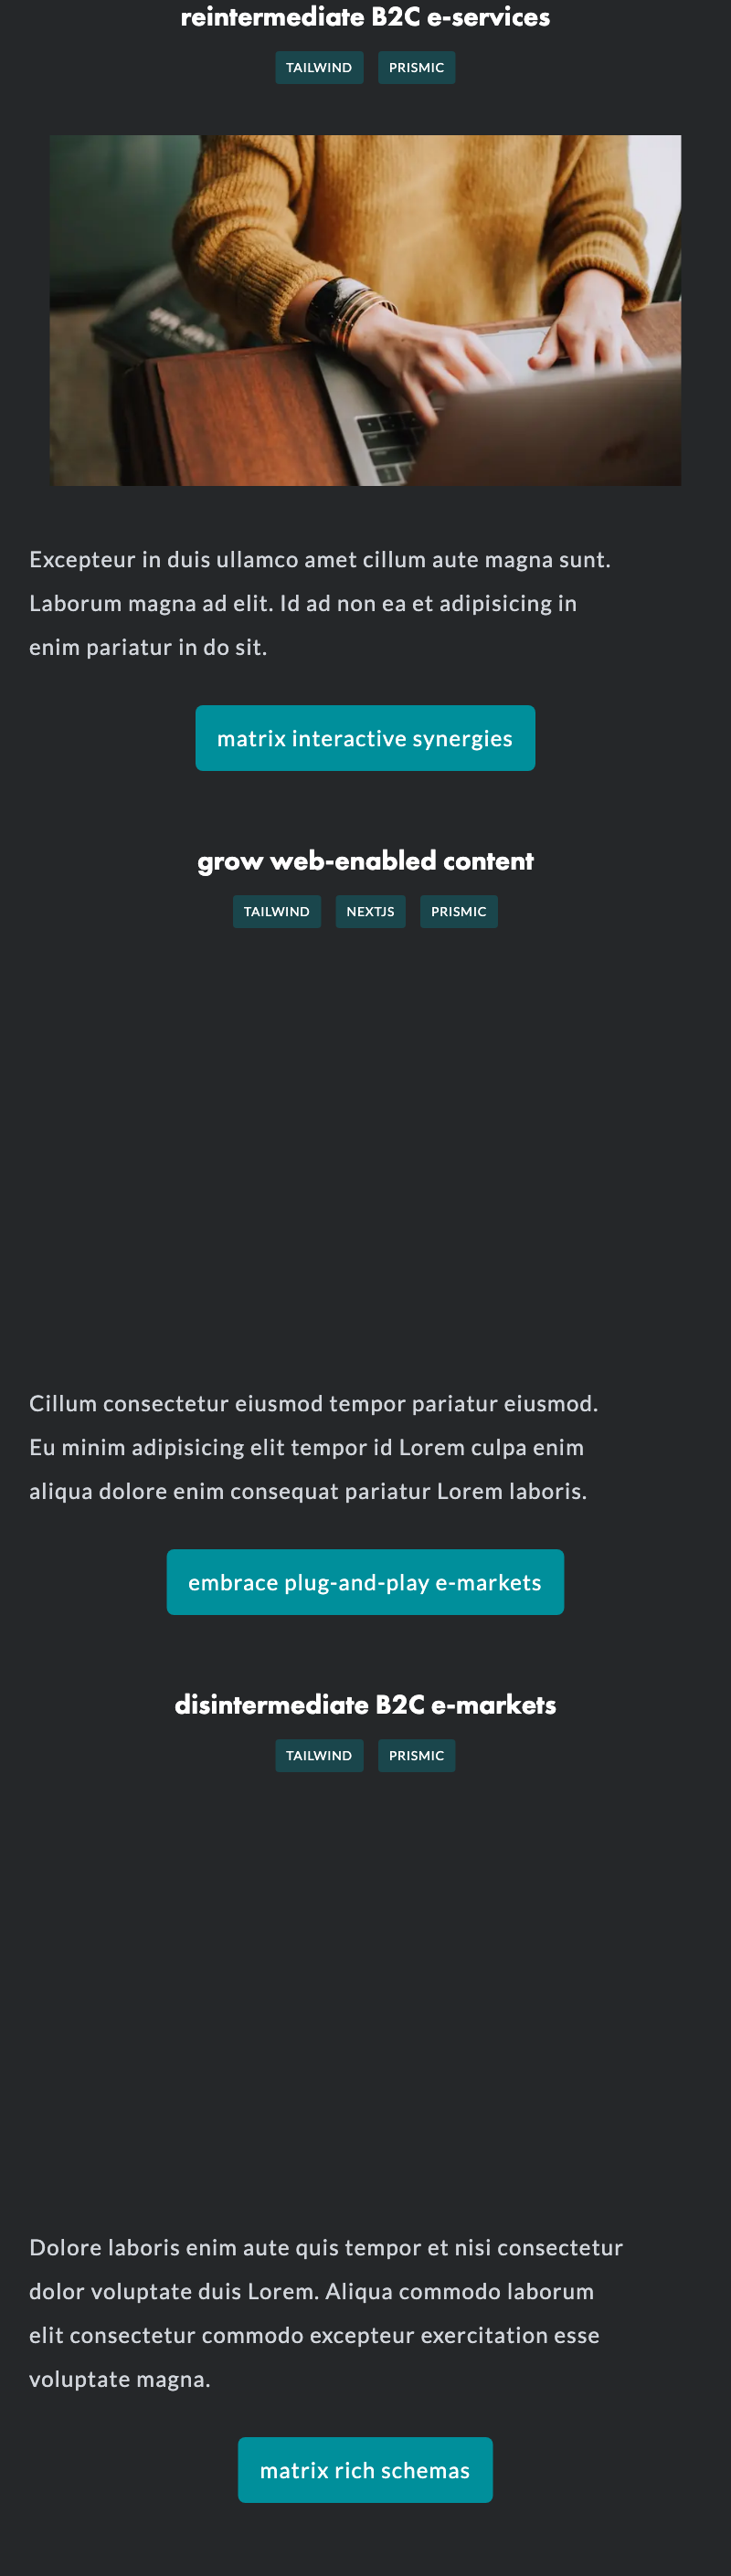 reintermediate B2C e-services
TAILWIND PRISMIC
Excepteur in duis ullamco amet cillum aute magna sunt.
Laborum magna ad elit. Id ad non ea et adipisicing in
enim pariatur in do sit.
matrix interactive synergies
grow web-enabled content
TAILWIND NEXTJS PRISMIC
Cillum consectetur eiusmod tempor pariatur eiusmod.
Eu minim adipisicing elit tempor id Lorem culpa enim
aliqua dolore enim consequat pariatur Lorem laboris.
embrace plug-and-play e-markets
disintermediate B2C e-markets
TAILWIND PRISMIC
Dolore laboris enim aute quis tempor et nisi consectetur
dolor voluptate duis Lorem. Aliqua commodo laborum
elit consectetur commodo excepteur exercitation esse
voluptate magna.
matrix rich schemas